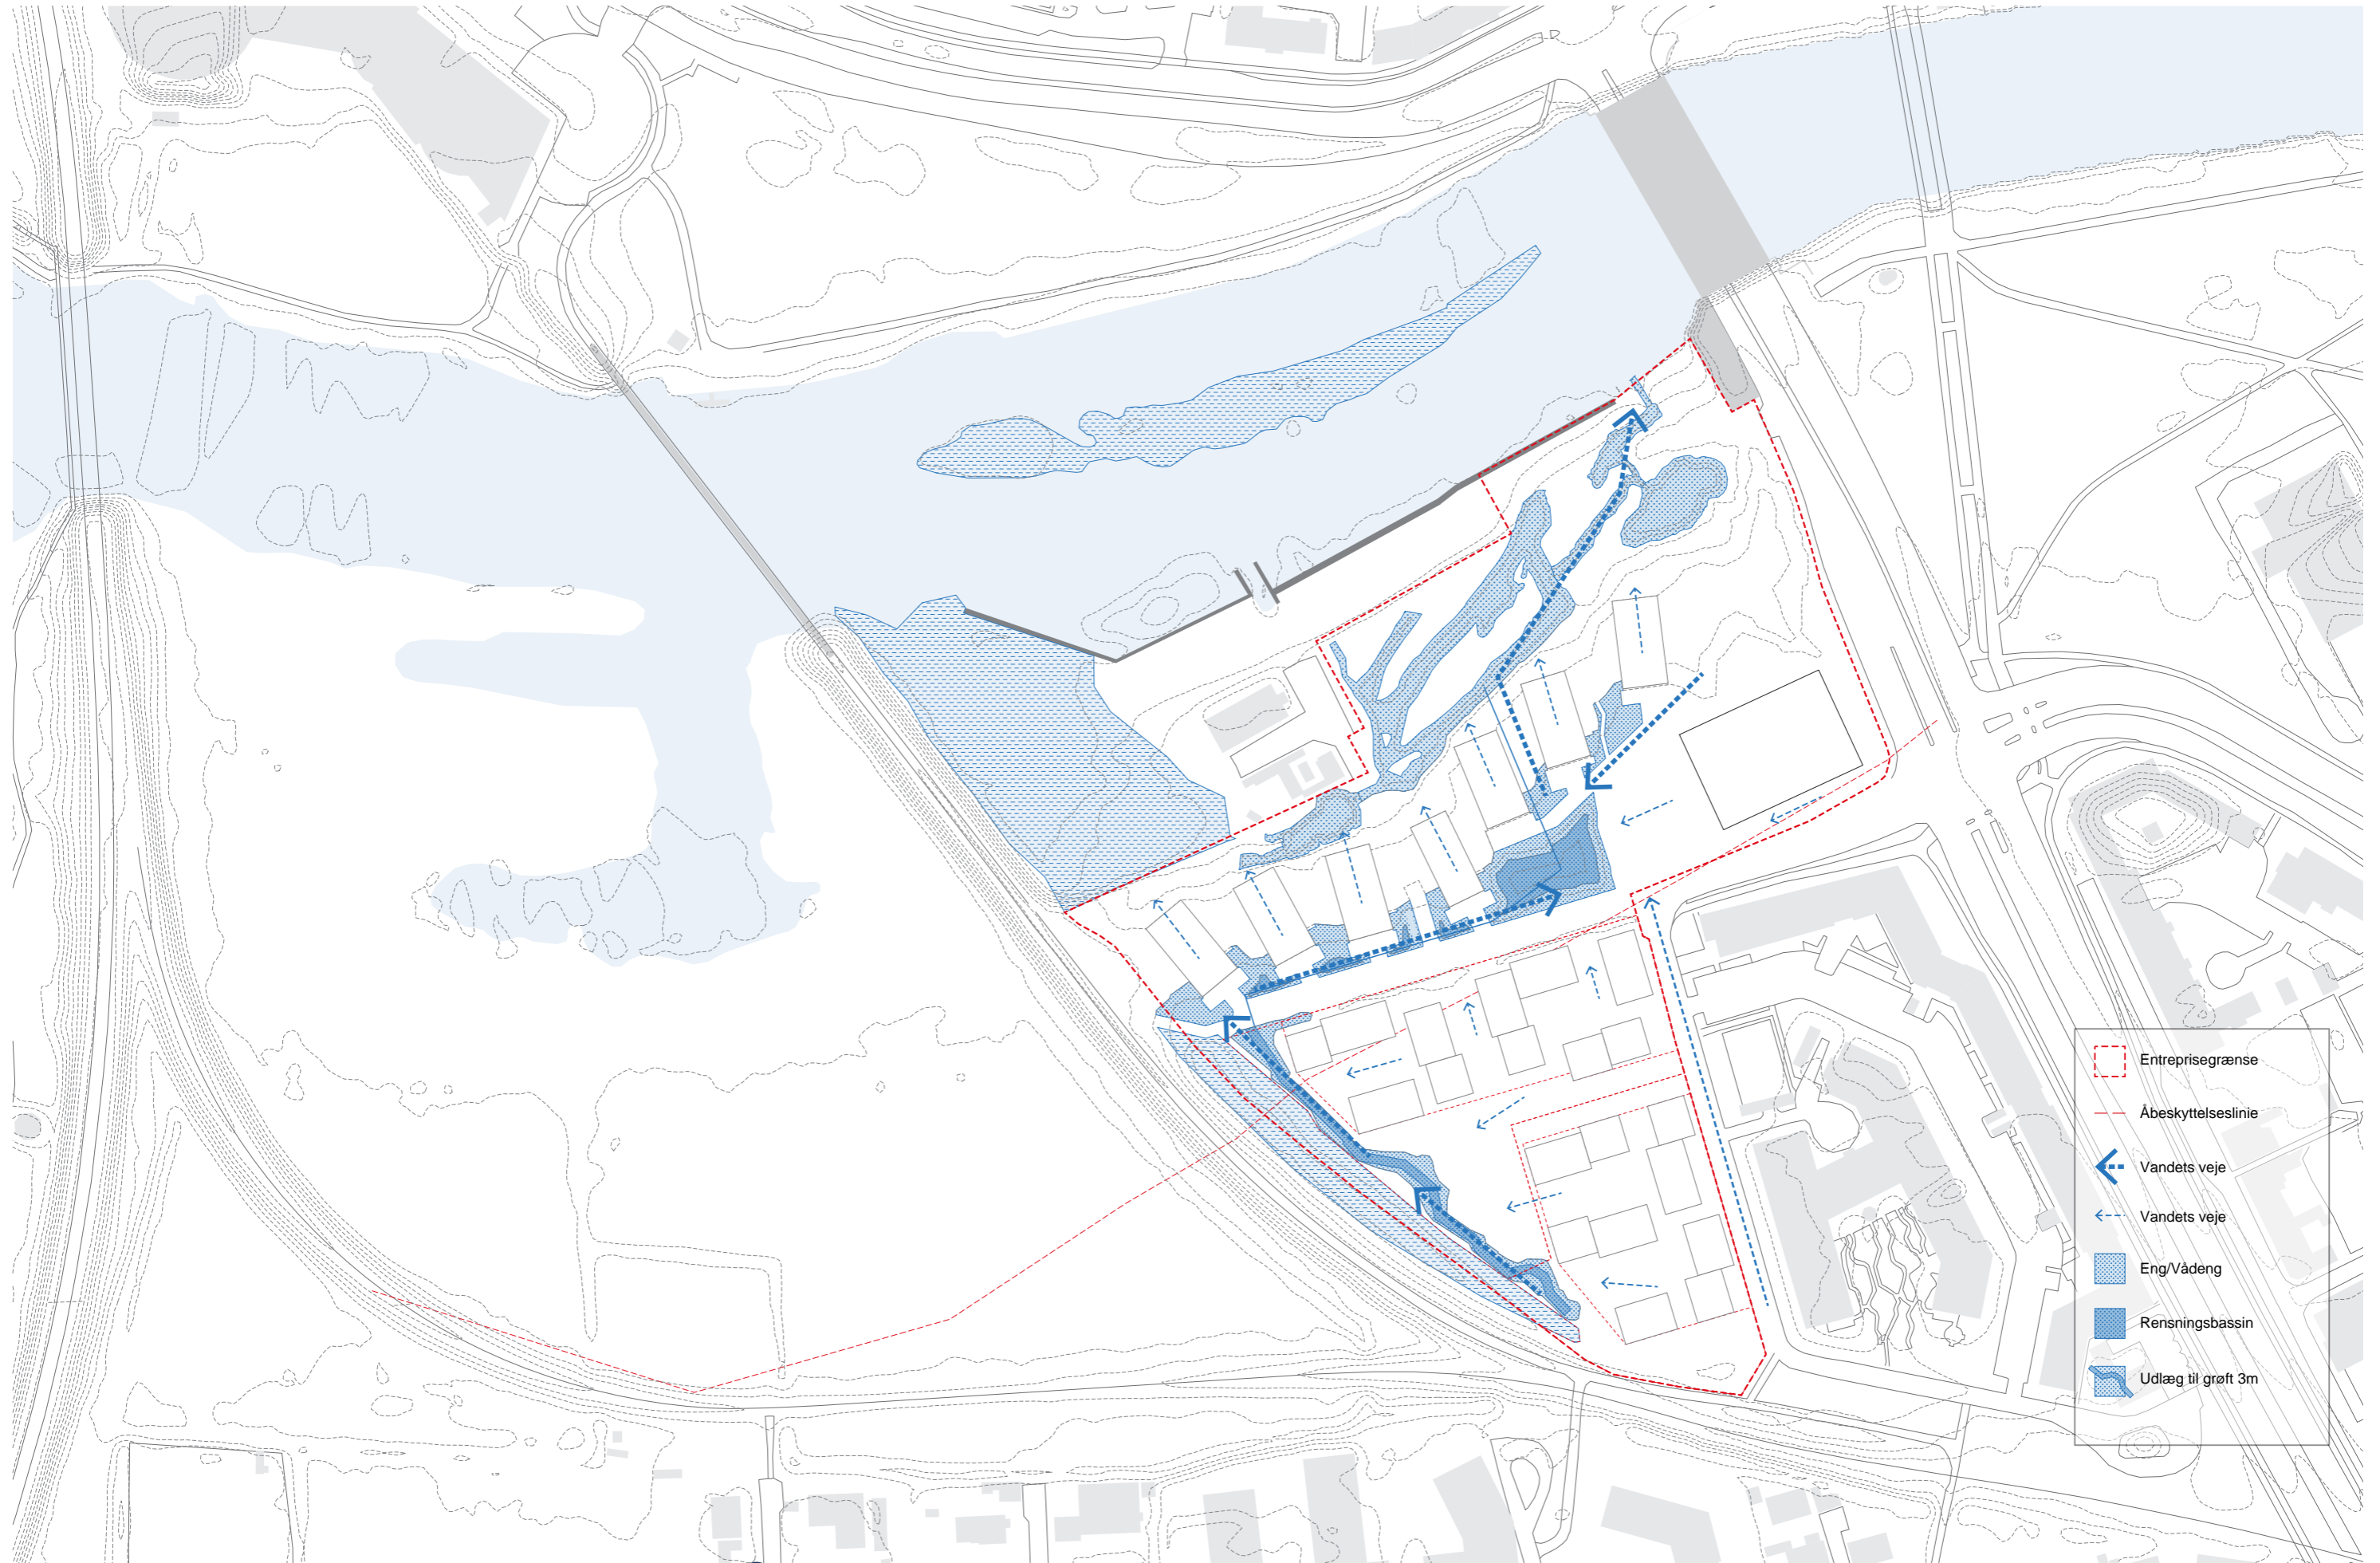 Entreprisegrænse
Åbeskyttelseslinie
Vandets veje
Vandets veje
Eng/Vådeng
Rensningsbassin
Udlæg til grøft 3m